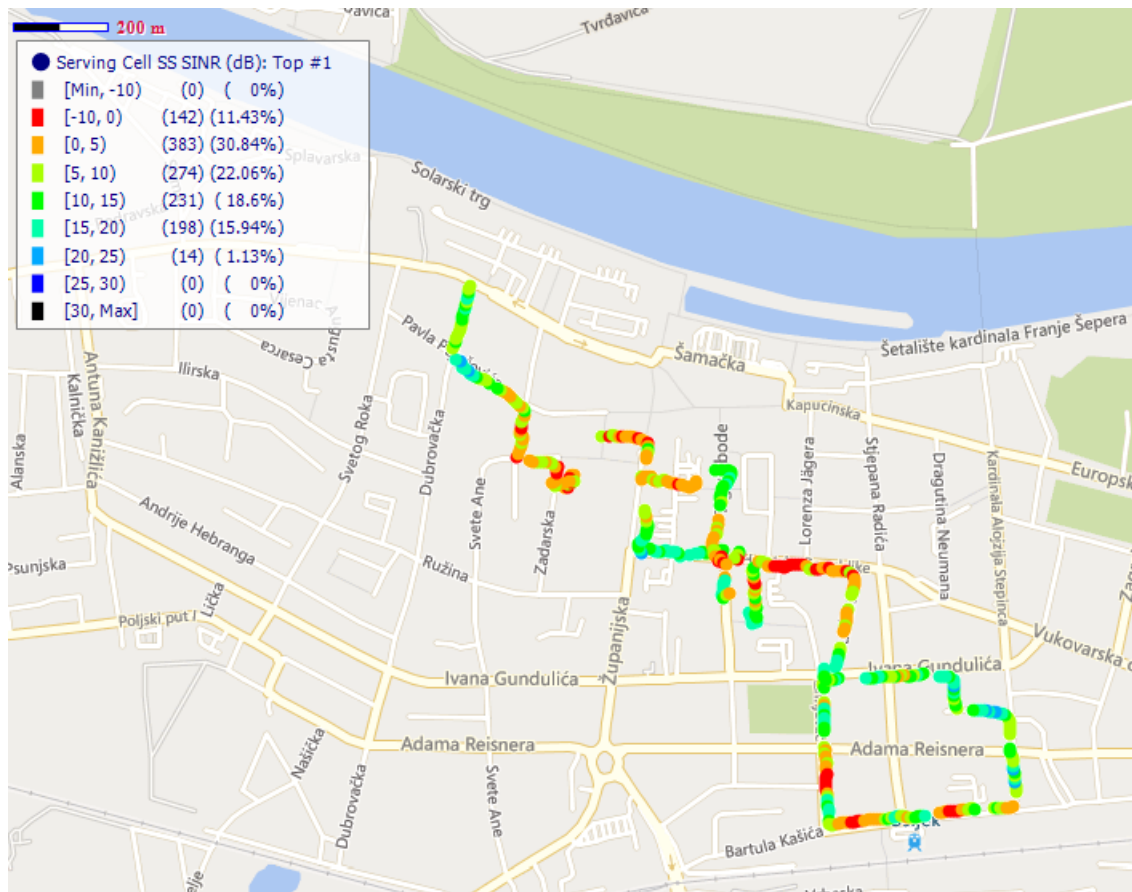 200 m
Serving Cell SS SINR (dB): Top #1
[Min, -10) (0) ( 0%)
[-10, 0) (142) (11.43%)
[0, 5) (383) (30.84%)
[5, 10) (274) (22.06%)
[10, 15) (231) ( 18.6%)
[15, 20) (198) (15.94%)
[20, 25) (14) ( 1.13%)
[25, 30) (0) ( 0%)
[30, Max] (0) ( 0%)
Tvrđavica
Splavarska
Solarski trg
Šetalište kardinala Franje Šepera
Šamačka
Kapucinska
Europsk
Ilirska
Cesarca
Antuna Kanižlića
Kalnička
Alanska
Svetog Roka
Dubrovačka
Svete Ane
Zadarska
Lorenza Jägera
Stjepana Radića
Dragutina Neumana
Kardinala Alojzija Stepinca
Andrije Hebranga
Psunjska
Ružina
Lička
Poljski put I
Županijska
Vukovarska
Ivana Gundulića
Ivana Gundulića
Adama Reisnera
Adama Reisnera
Našička
Dubrovačka
Svete Ane
Bartula Kašića